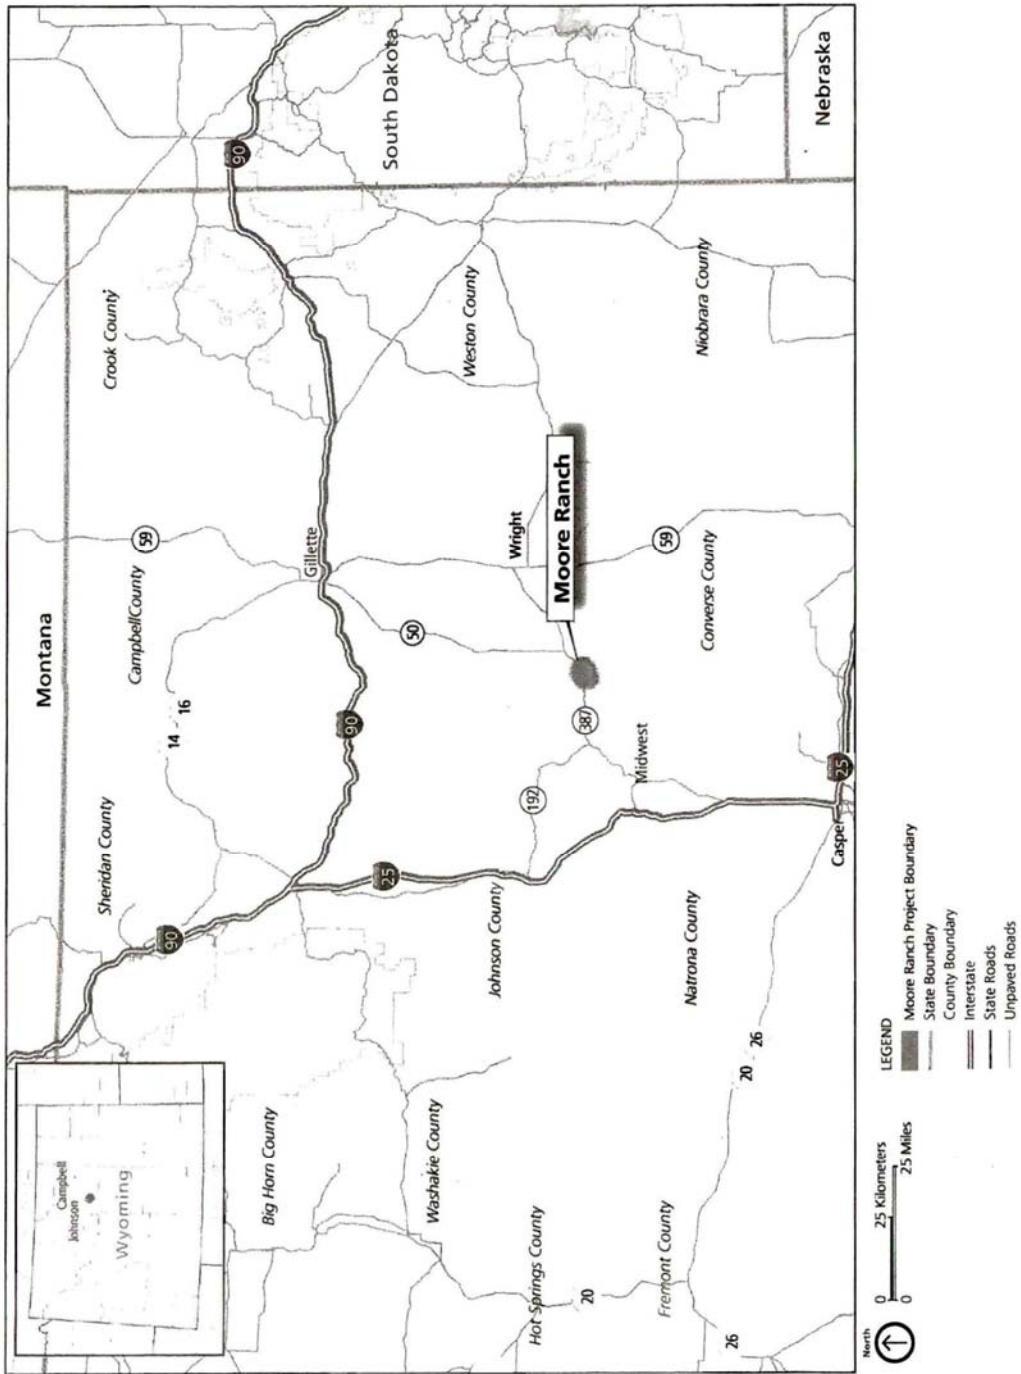 Montana
South Dakota
Nebraska
Sheridan County
CampbellCounty
Crook County
14
16
59
90
90
90
Gillette
50
Weston County
Big Horn County
Johnson County
25
Washakie County
192
387
Wright
Moore Ranch
Midwest
59
Converse County
Niobrara County
Hot Springs County
20
Fremont County
Natrona County
20
26
26
Casper
25
Campbell
Johnson
Wyoming
North
0 25 Kilometers
0 25 Miles
LEGEND
Moore Ranch Project Boundary
State Boundary
County Boundary
Interstate
State Roads
Unpaved Roads